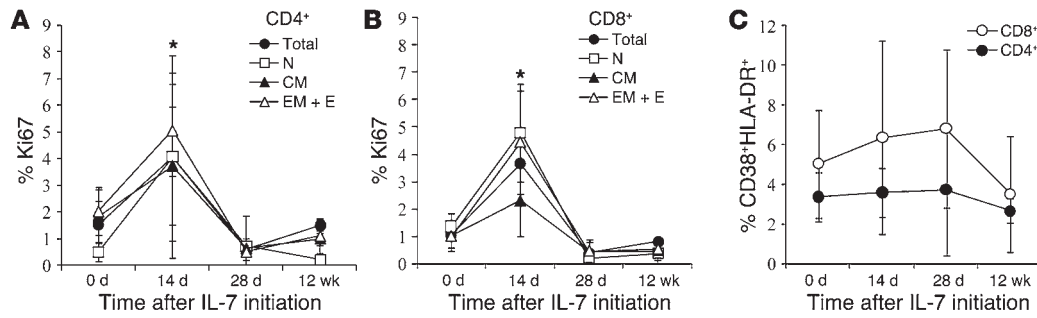 A
CD4+
Total
N
CM
EM + E
*
% Ki67
9
8
7
6
5
4
3
2
1
0
0 d 14 d 28 d 12 wk
Time after IL-7 initiation
B
CD8+
Total
N
CM
EM + E
*
% Ki67
9
8
7
6
5
4
3
2
1
0
0 d 14 d 28 d 12 wk
Time after IL-7 initiation
C
CD8+
CD4+
% CD38+HLA-DR+
12
10
8
6
4
2
0
0 d 14 d 28 d 12 wk
Time after IL-7 initiation